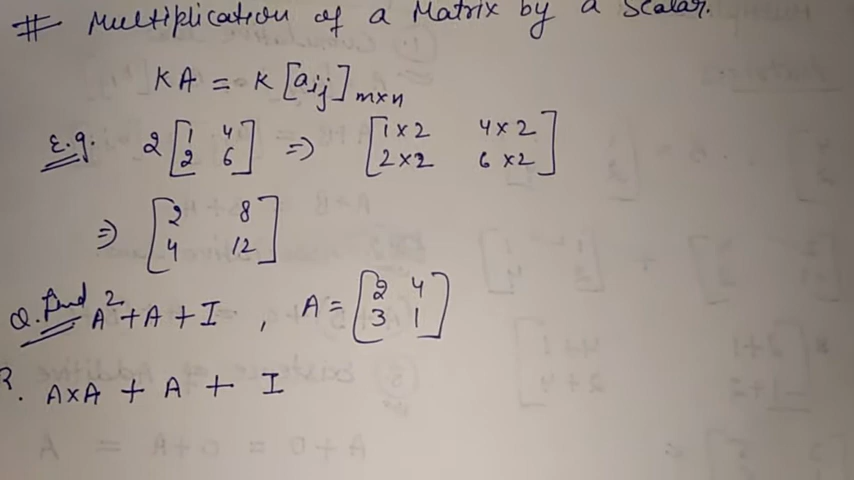 # Multiplication of a Matrix by a Scalar.
KA = K [aij]m×n
E.g. 2 [1 4 ⇒ [1×2 4×2
2 6] 2×2 6×2]
⇒ [2 8
4 12]
Q. find A²+A+I , A = [2 4
3 1]
A×A + A + I